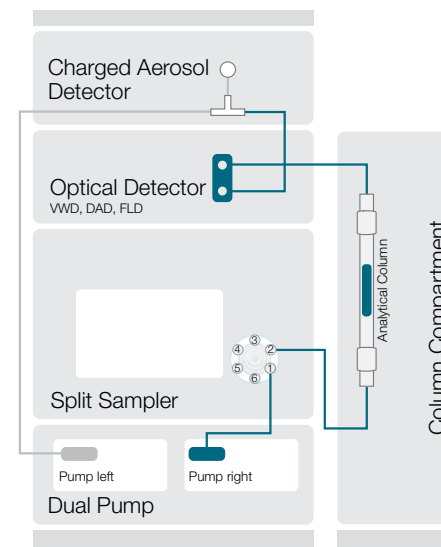 Charged Aerosol
Detector
Optical Detector
VWD, DAD, FLD
Analytical Column
Column Compartment
3
4
2
5
1
6
Split Sampler
Pump left
Pump right
Dual Pump